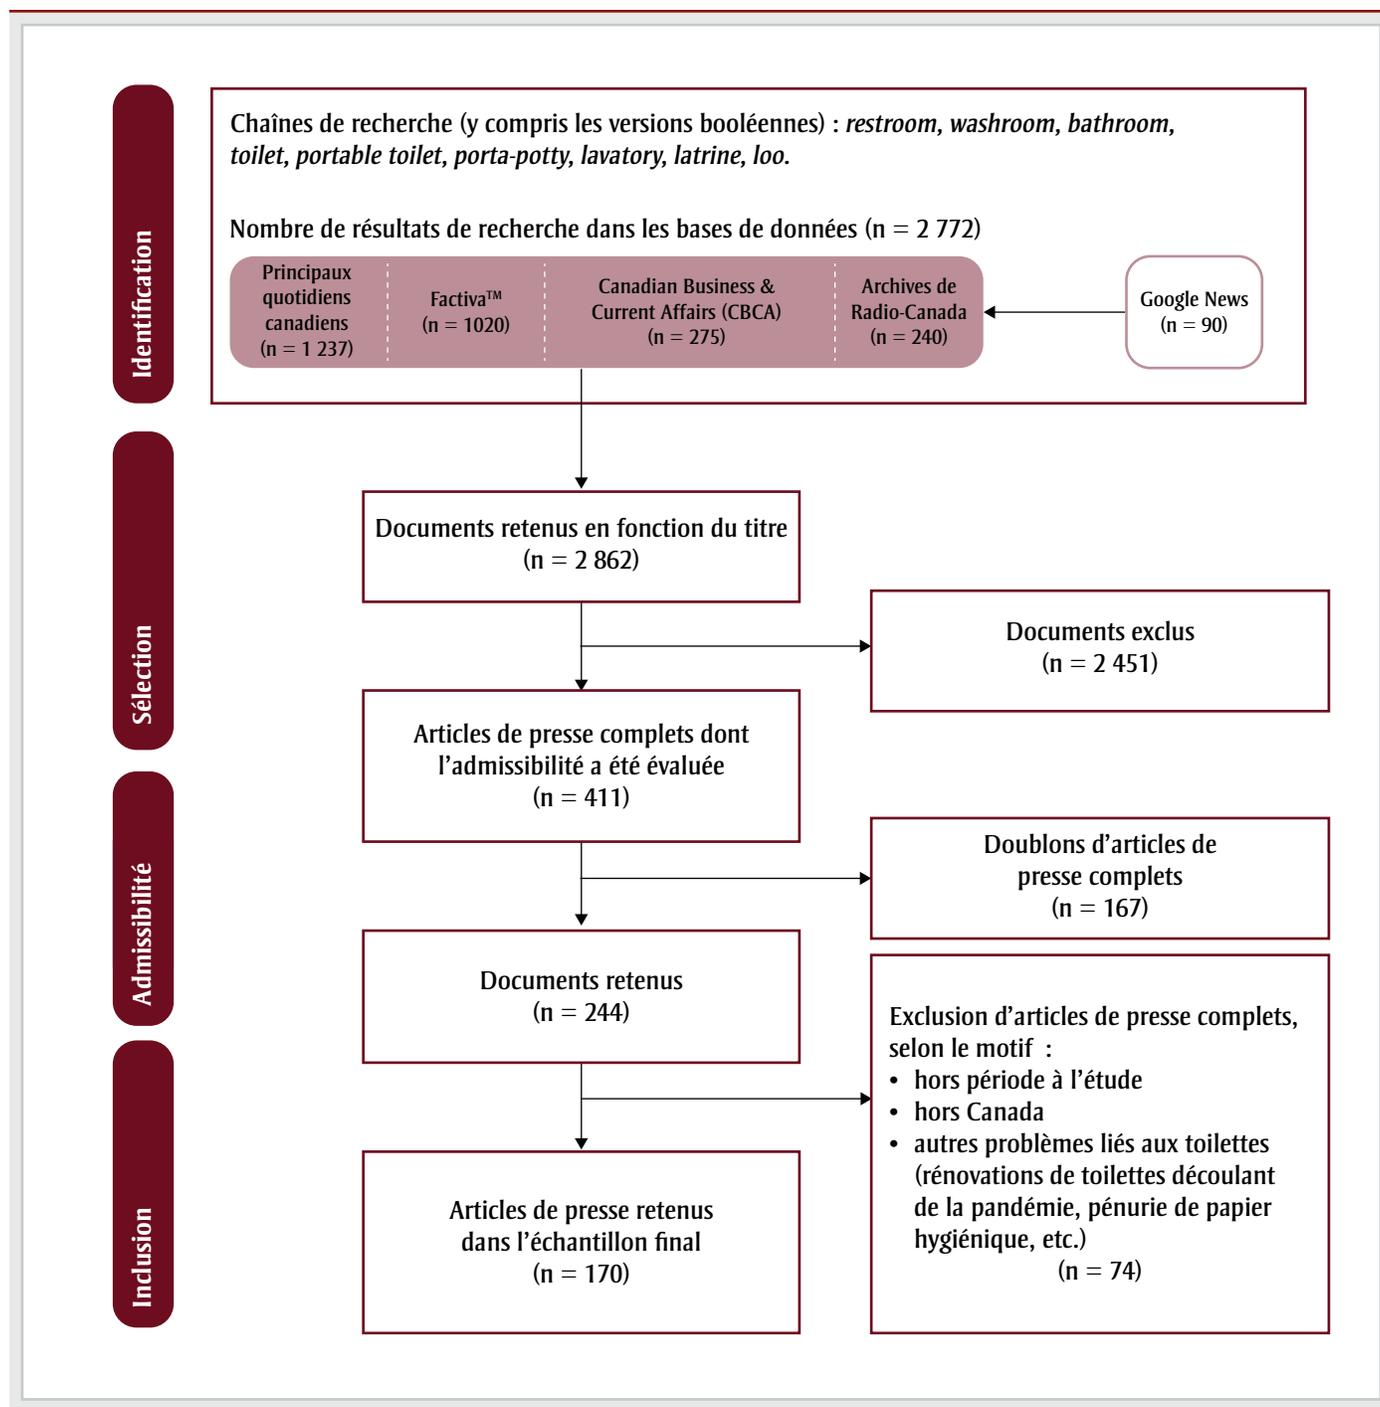 Identification
Chaînes de recherche (y compris les versions booléennes) : restroom, washroom, bathroom,
toilet, portable toilet, porta-potty, lavatory, latrine, loo.
Nombre de résultats de recherche dans les bases de données (n = 2 772)
Principaux
quotidiens
canadiens
(n = 1 237)
Factiva™
(n = 1020)
Canadian Business &
Current Affairs (CBCA)
(n = 275)
Archives de
Radio-Canada
(n = 240)
Google News
(n = 90)
Sélection
Documents retenus en fonction du titre
(n = 2 862)
Documents exclus
(n = 2 451)
Articles de presse complets dont
l’admissibilité a été évaluée
(n = 411)
Admissibilité
Doublons d’articles de
presse complets
(n = 167)
Documents retenus
(n = 244)
Exclusion d’articles de presse complets,
selon le motif :
• hors période à l’étude
• hors Canada
• autres problèmes liés aux toilettes
(rénovations de toilettes découlant
de la pandémie, pénurie de papier
hygiénique, etc.)
(n = 74)
Inclusion
Articles de presse retenus
dans l’échantillon final
(n = 170)